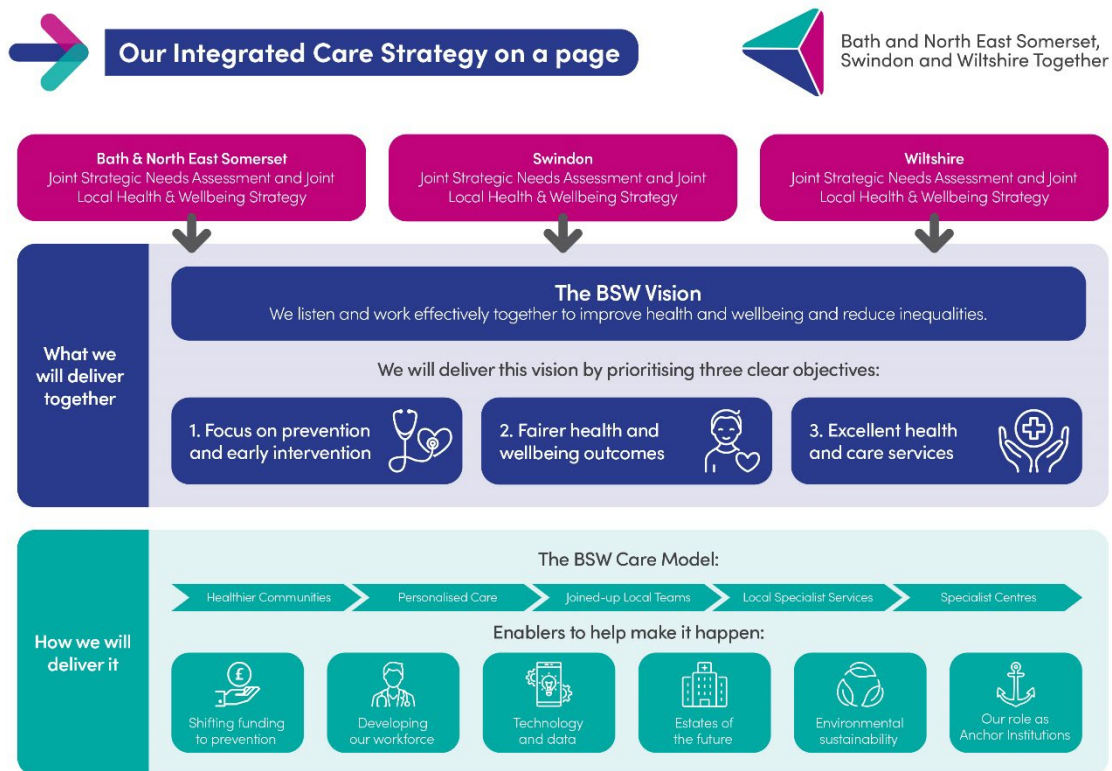 Our Integrated Care Strategy on a page
Bath and North East Somerset,
Swindon and Wiltshire Together
Bath & North East Somerset
Joint Strategic Needs Assessment and Joint
Local Health & Wellbeing Strategy
Swindon
Joint Strategic Needs Assessment and Joint
Local Health & Wellbeing Strategy
Wiltshire
Joint Strategic Needs Assessment and Joint
Local Health & Wellbeing Strategy
What we
will deliver
together
The BSW Vision
We listen and work effectively together to improve health and wellbeing and reduce inequalities.
We will deliver this vision by prioritising three clear objectives:
1. Focus on prevention
and early intervention
2. Fairer health and
wellbeing outcomes
3. Excellent health
and care services
How we will
deliver it
The BSW Care Model:
Healthier Communities
Personalised Care
Joined-up Local Teams
Local Specialist Services
Specialist Centres
Enablers to help make it happen:
£
Shifting funding
to prevention
Developing
our workforce
Technology
and data
Estates of
the future
Environmental
sustainability
Our role as
Anchor Institutions